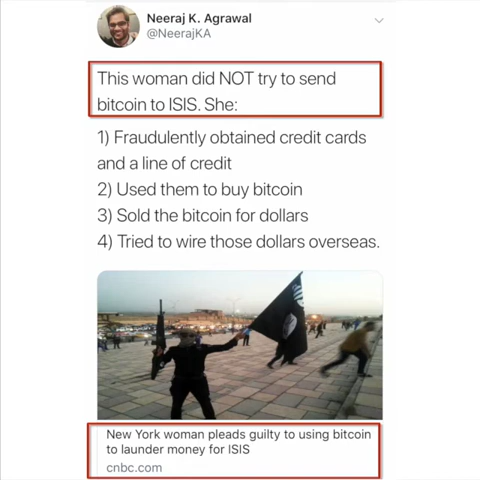 Neeraj K. Agrawal
@NeerajKA
This woman did NOT try to send
bitcoin to ISIS. She:
1) Fraudulently obtained credit cards
and a line of credit
2) Used them to buy bitcoin
3) Sold the bitcoin for dollars
4) Tried to wire those dollars overseas.
New York woman pleads guilty to using bitcoin
to launder money for ISIS
cnbc.com